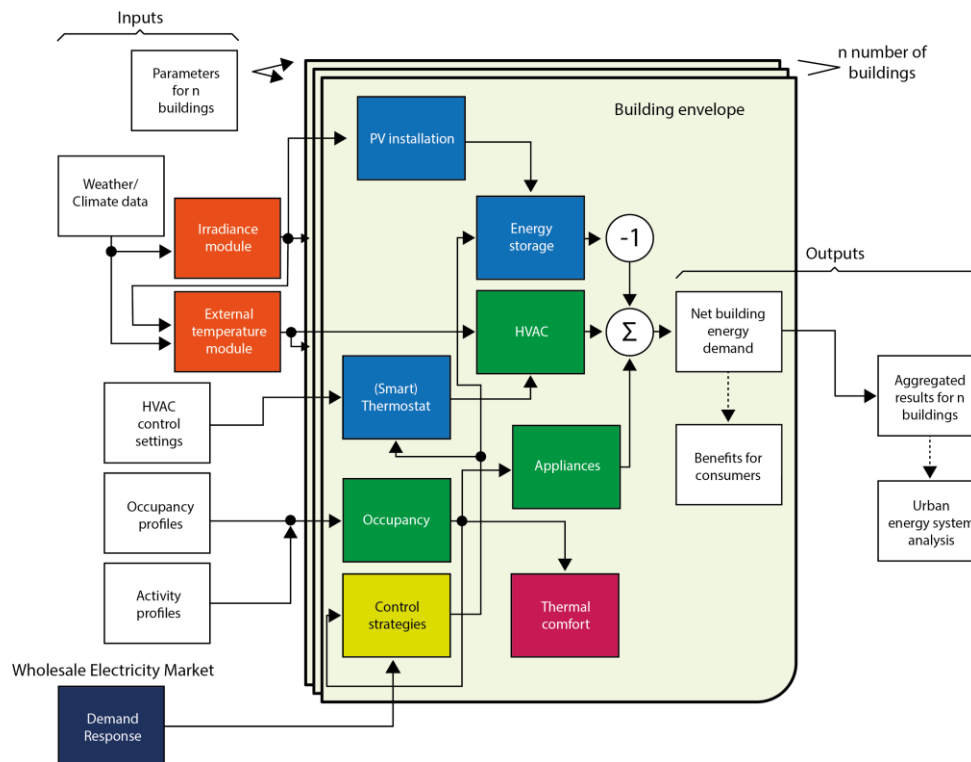 Inputs
Parameters
for n
buildings
n number of
buildings
Building envelope
PV installation
Weather/
Climate data
Irradiance
module
Energy
storage
-1
Outputs
External
temperature
module
HVAC
Σ
Net building
energy
demand
(Smart)
Thermostat
HVAC
control
settings
Aggregated
results for n
buildings
Appliances
Benefits for
consumers
Occupancy
profiles
Occupancy
Urban
energy system
analysis
Activity
profiles
Control
strategies
Thermal
comfort
Wholesale Electricity Market
Demand
Response